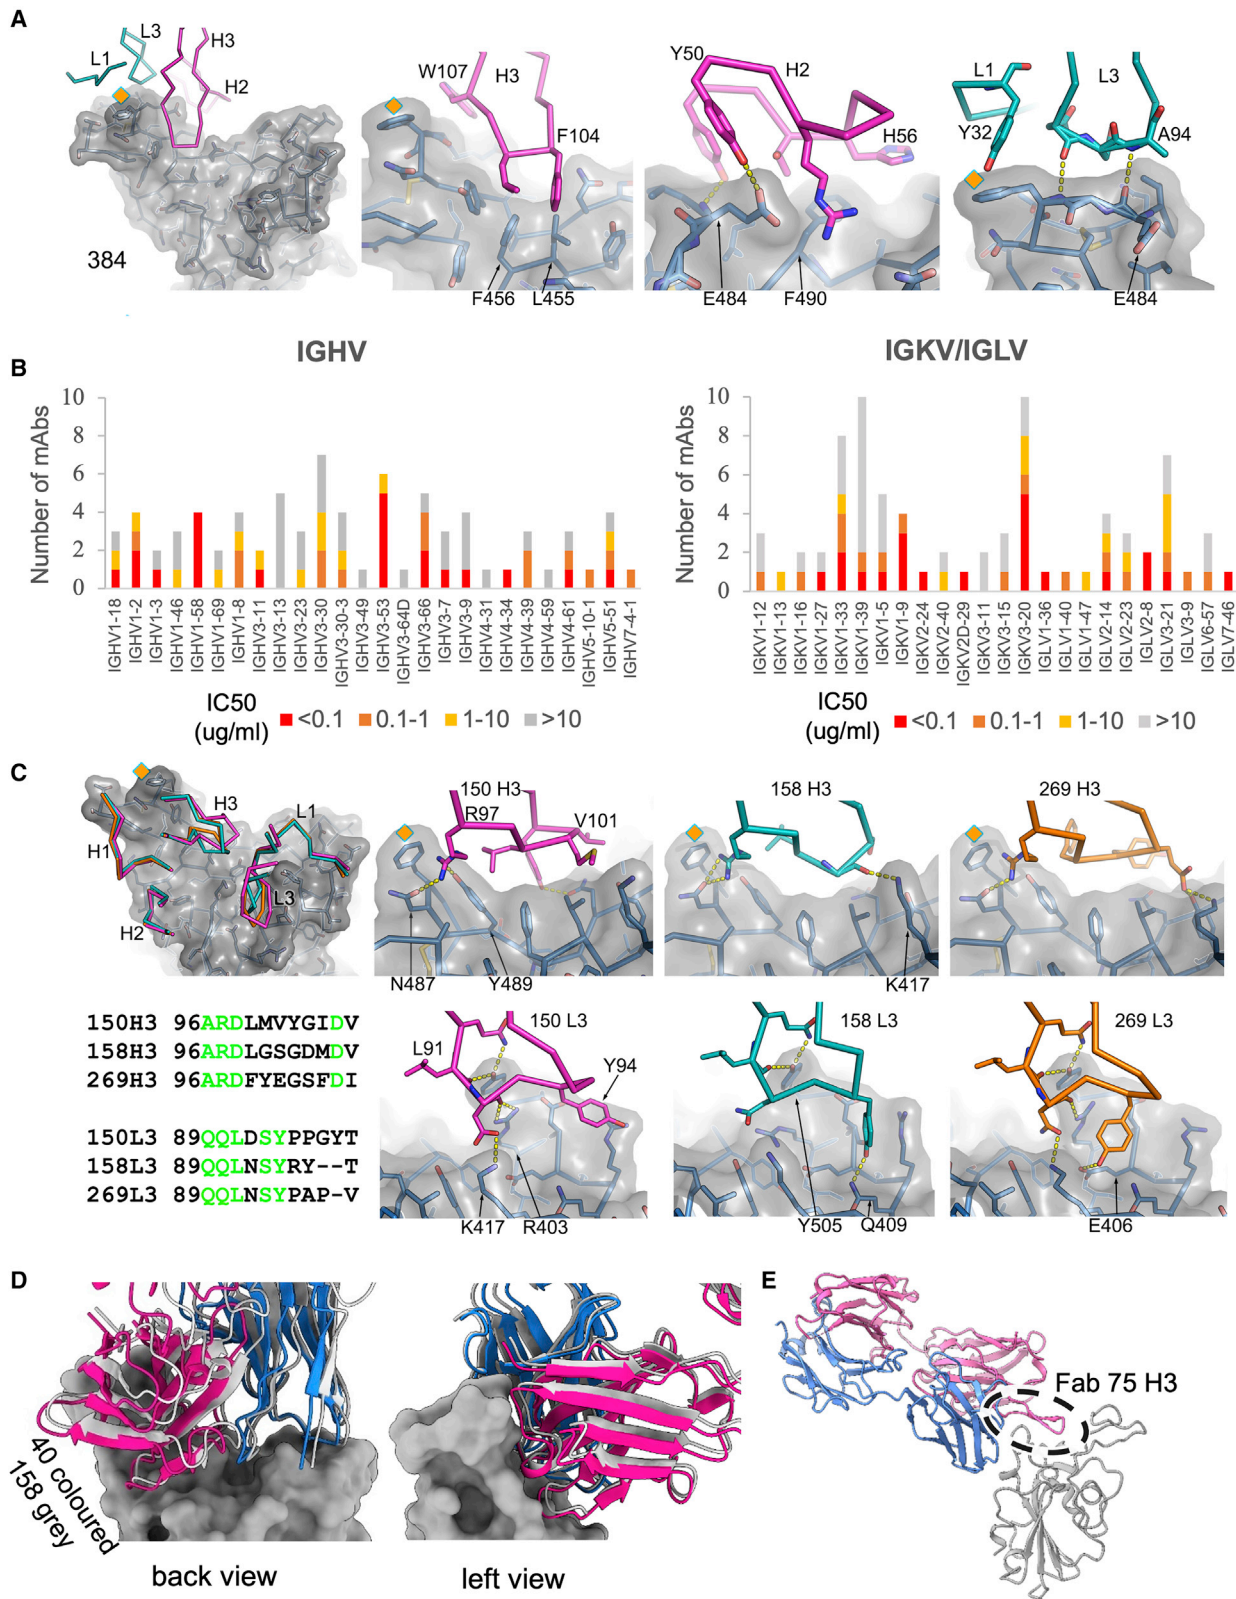 A
L1
L3
H3
H2
384
W107
H3
F104
F456
L455
Y50
H2
H56
E484
F490
L1
L3
Y32
A94
E484
B
IGHV
Number of mAbs
10
8
6
4
2
0
IGHV1-18
IGHV1-2
IGHV1-3
IGHV1-46
IGHV1-58
IGHV1-69
IGHV1-8
IGHV3-11
IGHV3-13
IGHV3-23
IGHV3-30
IGHV3-30-3
IGHV3-49
IGHV3-53
IGHV3-64D
IGHV3-66
IGHV3-7
IGHV3-9
IGHV4-31
IGHV4-34
IGHV4-39
IGHV4-59
IGHV4-61
IGHV5-10-1
IGHV5-51
IGHV7-4-1
IC50
(ug/ml)
<0.1
0.1-1
1-10
>10
IGKV/IGLV
Number of mAbs
10
8
6
4
2
0
IGKV1-12
IGKV1-13
IGKV1-16
IGKV1-27
IGKV1-33
IGKV1-39
IGKV1-5
IGKV1-9
IGKV2-24
IGKV2-40
IGKV2D-29
IGKV3-11
IGKV3-15
IGKV3-20
IGLV1-36
IGLV1-40
IGLV1-47
IGLV2-14
IGLV2-23
IGLV2-8
IGLV3-21
IGLV3-9
IGLV6-57
IGLV7-46
IC50
(ug/ml)
<0.1
0.1-1
1-10
>10
C
H1
H3
L1
L3
H2
150 H3
R97
V101
N487
Y489
158 H3
K417
269 H3
150H3 96ARDLMVYGIDV
158H3 96ARDLGSGDMDV
269H3 96ARDFYEGSFDI
150L3 89QQLDSYPPGYT
158L3 89QQLNSYRY--T
269L3 89QQLNSYPAP-V
150 L3
L91
Y94
K417
R403
158 L3
Y505
Q409
269 L3
E406
D
40 coloured
158 grey
back view
left view
E
Fab 75 H3